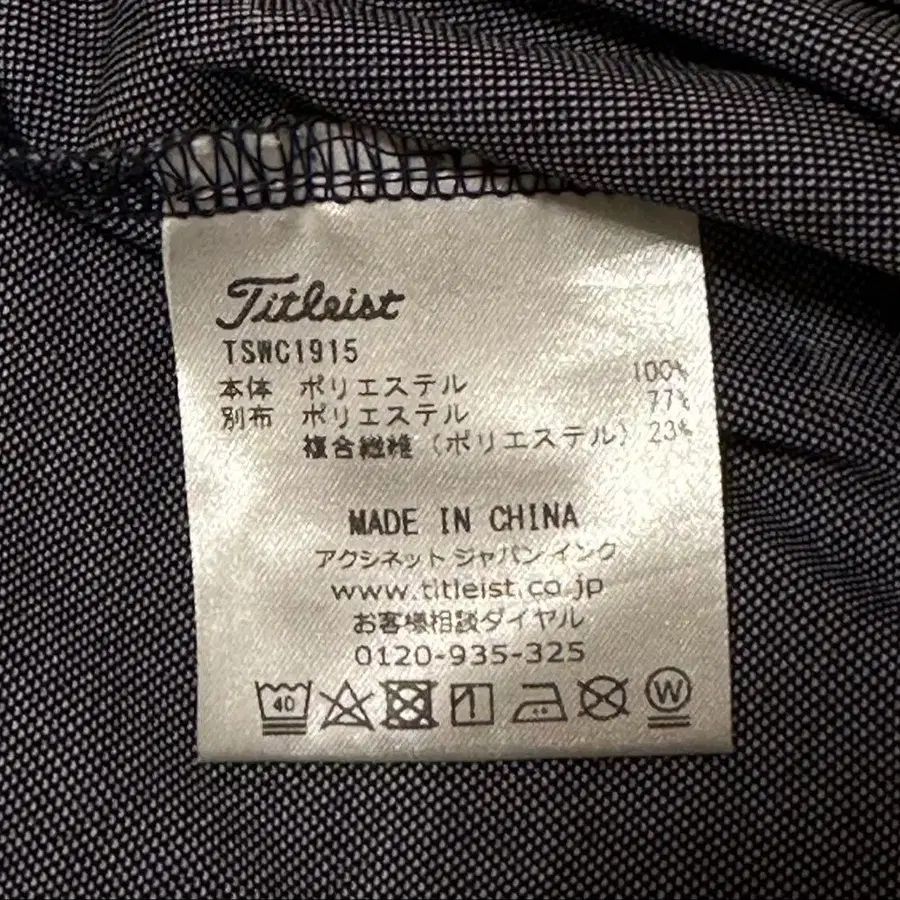 Titleist
TSWC1915
本体 ポリエステル 100%
別布 ポリエステル 77%
複合繊維(ポリエステル) 23%
MADE IN CHINA
アクシネット ジャパン インク
www.titleist.co.jp
お客様相談ダイヤル
0120-935-325
40 1 W